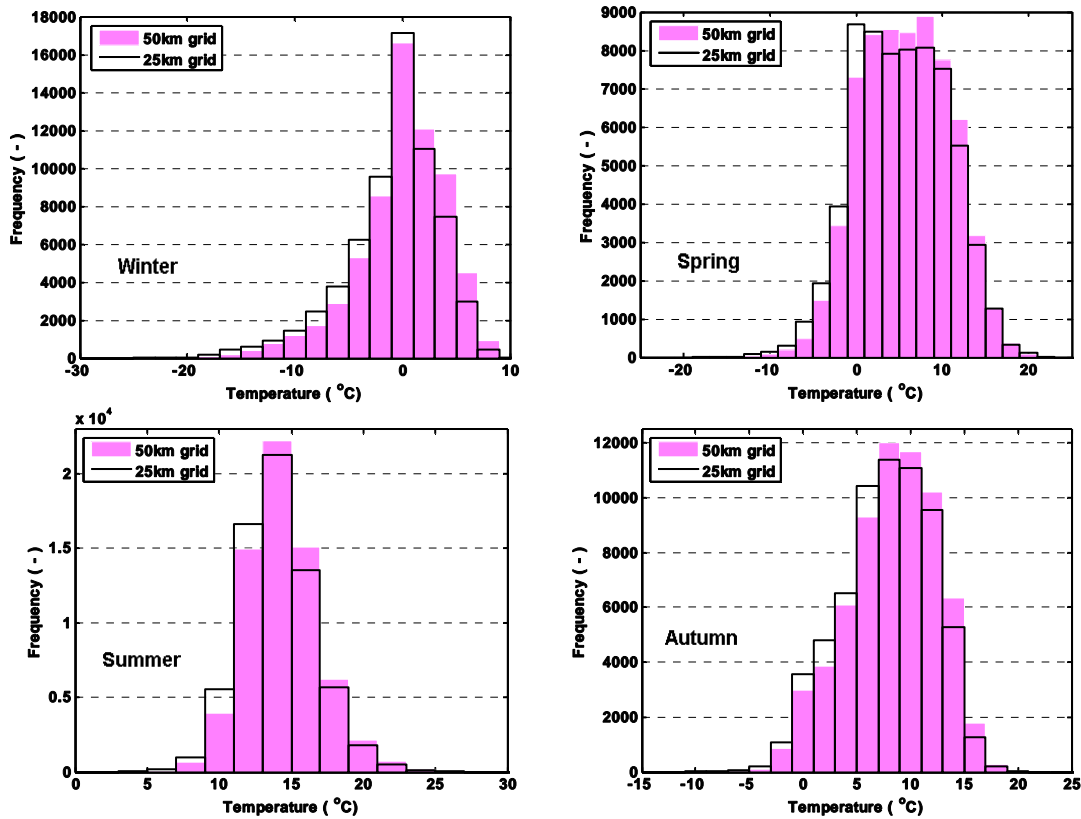 18000
16000
14000
12000
10000
8000
6000
4000
2000
0
-30
-20
-10
0
10
Frequency ( - )
Temperature ( °C)
50km grid
25km grid
Winter
9000
8000
7000
6000
5000
4000
3000
2000
1000
0
-20
-10
0
10
20
Frequency ( - )
Temperature ( °C)
50km grid
25km grid
Spring
x 10^4
2
1.5
1
0.5
0
0
5
10
15
20
25
30
Frequency ( - )
Temperature ( °C)
50km grid
25km grid
Summer
12000
10000
8000
6000
4000
2000
0
-15
-10
-5
0
5
10
15
20
25
Frequency ( - )
Temperature ( °C)
50km grid
25km grid
Autumn